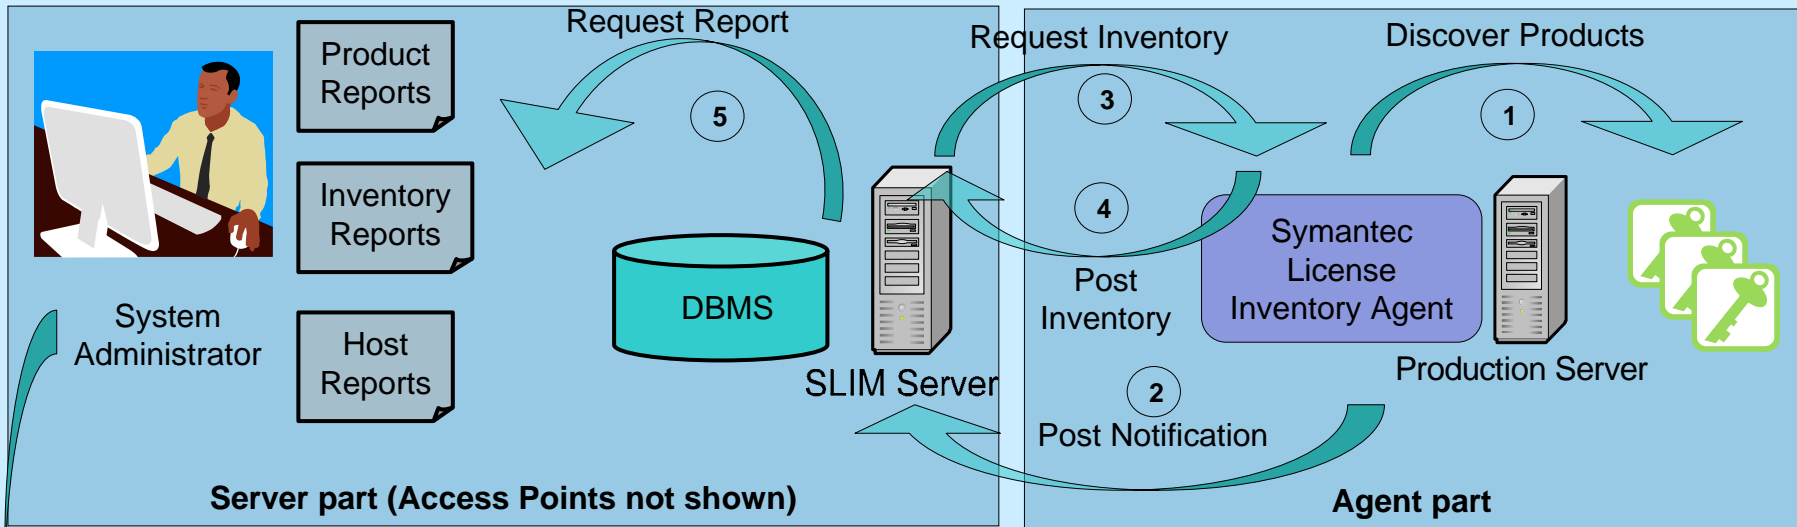 Request Report
Request Inventory
Discover Products
Product
Reports
5
3
1
Inventory
Reports
4
Symantec
License
Inventory Agent
Post
Inventory
DBMS
System
Administrator
Host
Reports
SLIM Server
Production Server
2
Post Notification
Server part (Access Points not shown)
Agent part